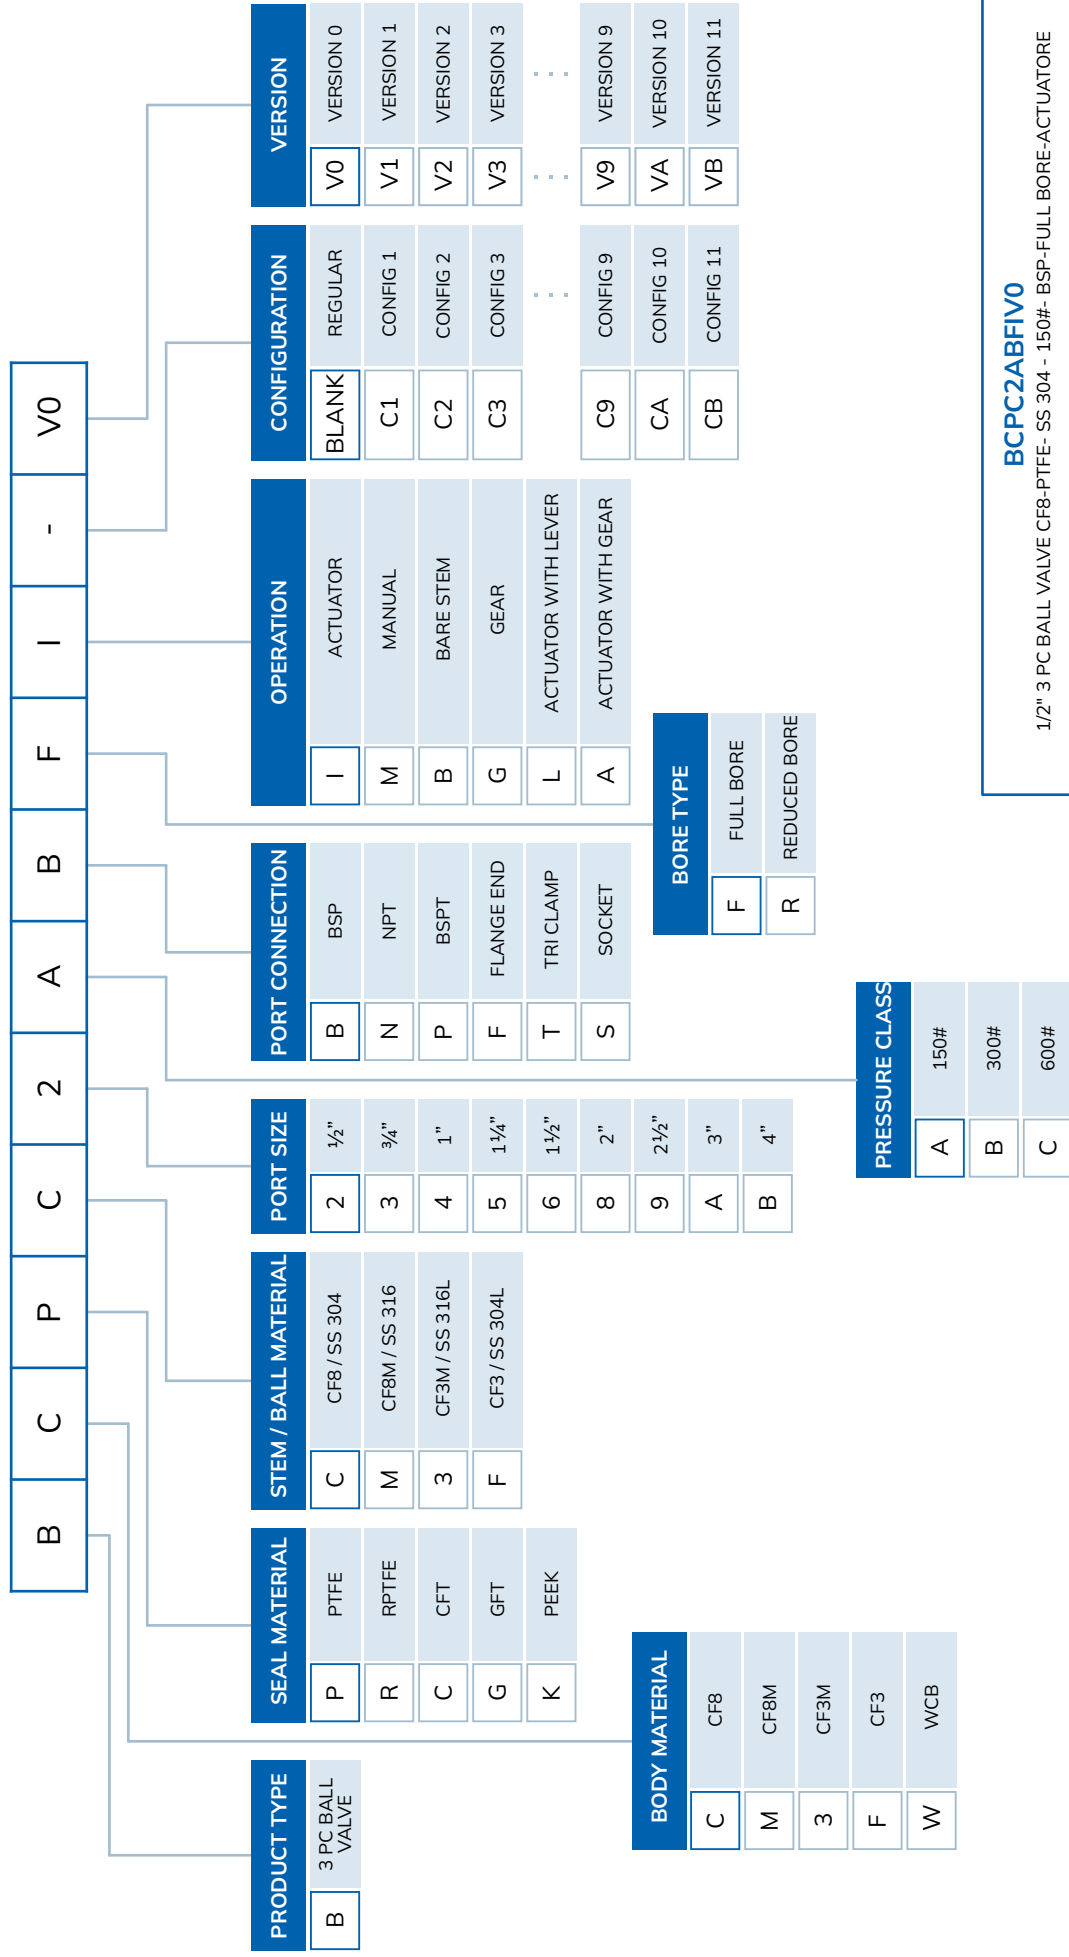 B C P C 2 A B F I - V0
PRODUCT TYPE
B 3 PC BALL
VALVE
SEAL MATERIAL
P PTFE
R RPTFE
C CFT
G GFT
K PEEK
STEM / BALL MATERIAL
C CF8 / SS 304
M CF8M / SS 316
3 CF3M / SS 316L
F CF3 / SS 304L
PORT SIZE
2 ½”
3 ¾”
4 1”
5 1¼”
6 1½”
8 2”
9 2½”
A 3”
B 4”
PORT CONNECTION
B BSP
N NPT
P BSPT
F FLANGE END
T TRI CLAMP
S SOCKET
OPERATION
I ACTUATOR
M MANUAL
B BARE STEM
G GEAR
L ACTUATOR WITH LEVER
A ACTUATOR WITH GEAR
CONFIGURATION
BLANK REGULAR
C1 CONFIG 1
C2 CONFIG 2
C3 CONFIG 3
... ...
C9 CONFIG 9
CA CONFIG 10
CB CONFIG 11
VERSION
V0 VERSION 0
V1 VERSION 1
V2 VERSION 2
V3 VERSION 3
... ...
V9 VERSION 9
VA VERSION 10
VB VERSION 11
BODY MATERIAL
C CF8
M CF8M
3 CF3M
F CF3
W WCB
PRESSURE CLASS
A 150#
B 300#
C 600#
BORE TYPE
F FULL BORE
R REDUCED BORE
BCPC2ABFIV0
1/2" 3 PC BALL VALVE CF8-PTFE- SS 304 - 150#- BSP-FULL BORE-ACTUATORE